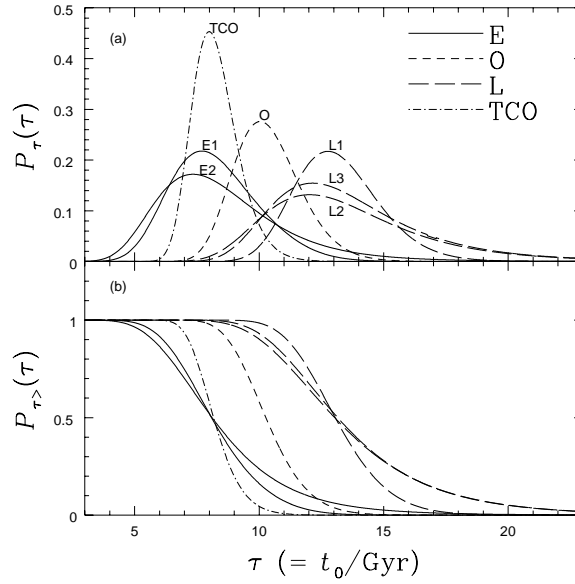 0.5
(a)
TCO
E
O
L
TCO
0.4
0.3
O
P_τ(τ)
E1
L1
0.2
E2
L3
0.1
L2
0
(b)
1
P_τ>(τ)
0.5
0
5
10
15
20
τ (= t_0/Gyr)